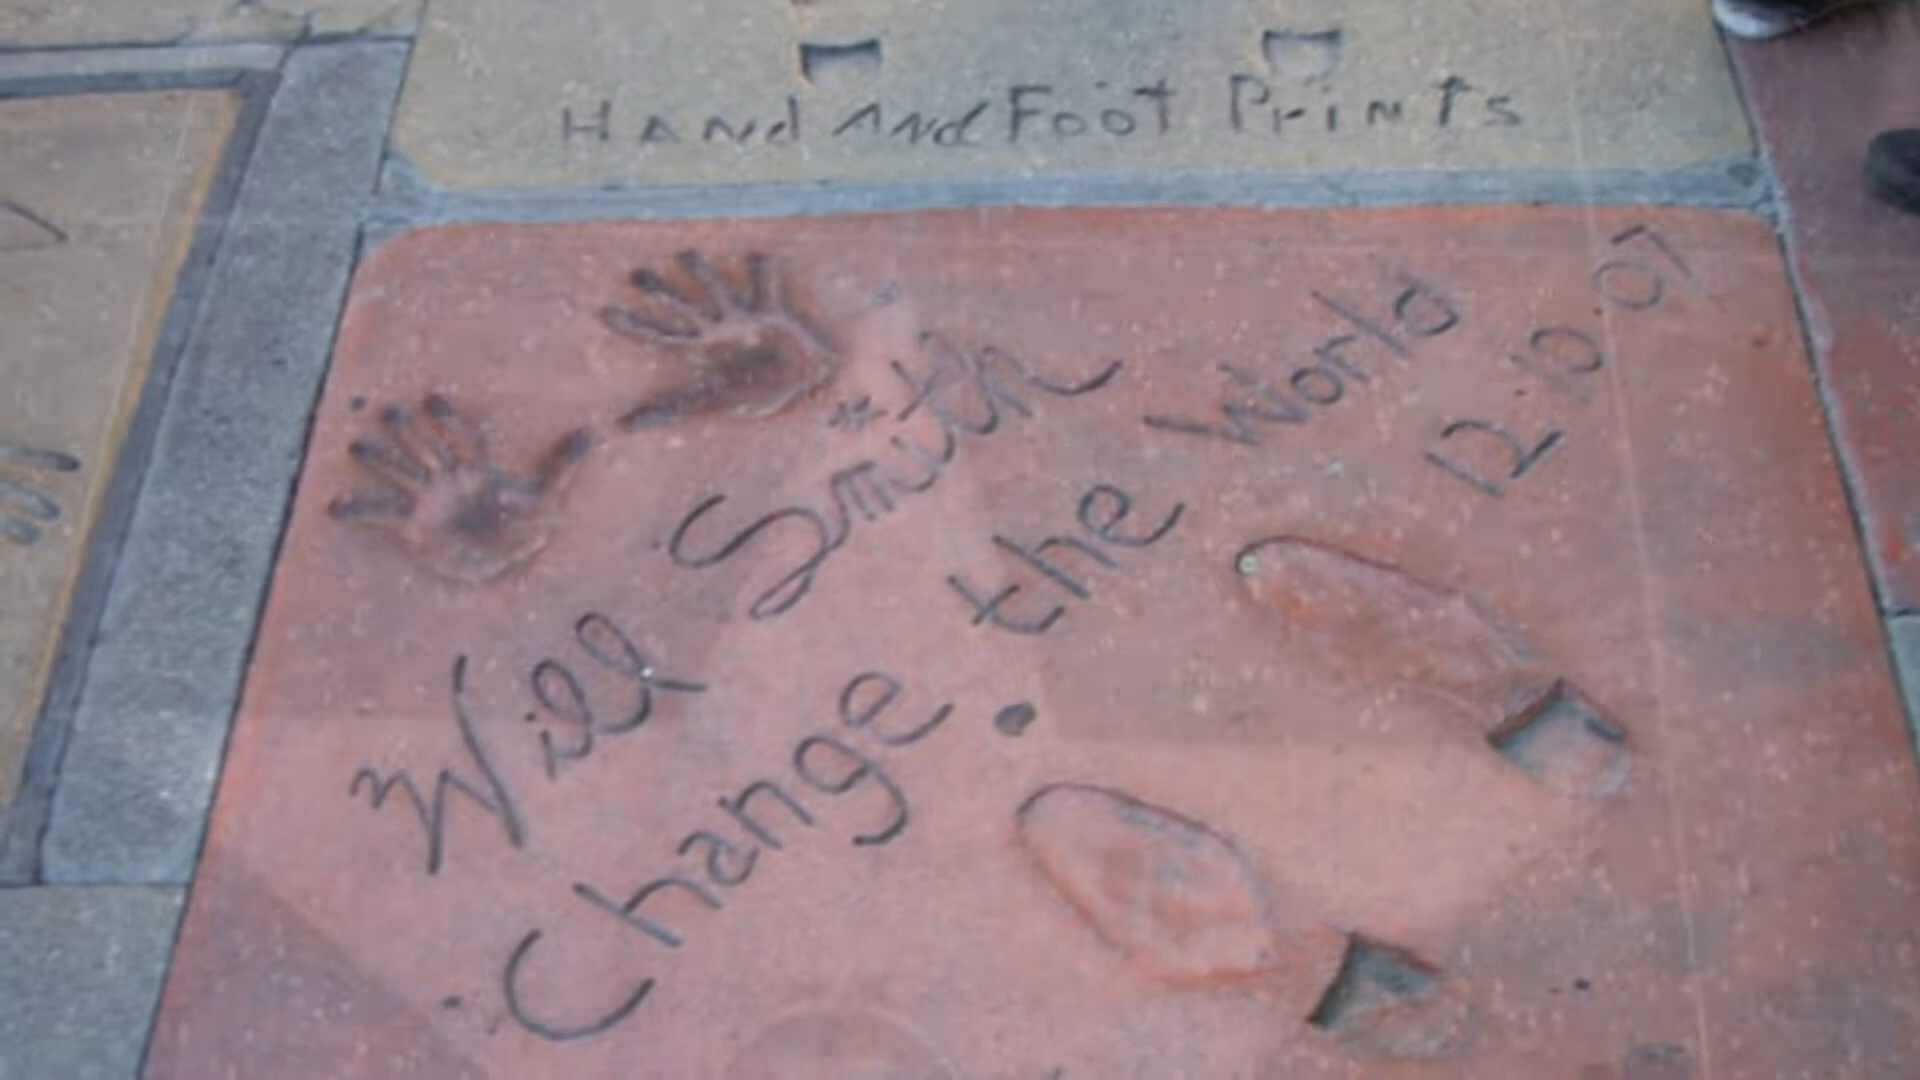 HANd ANd FOOT PRiNTs
Will Smith
Change the World
12.10.07